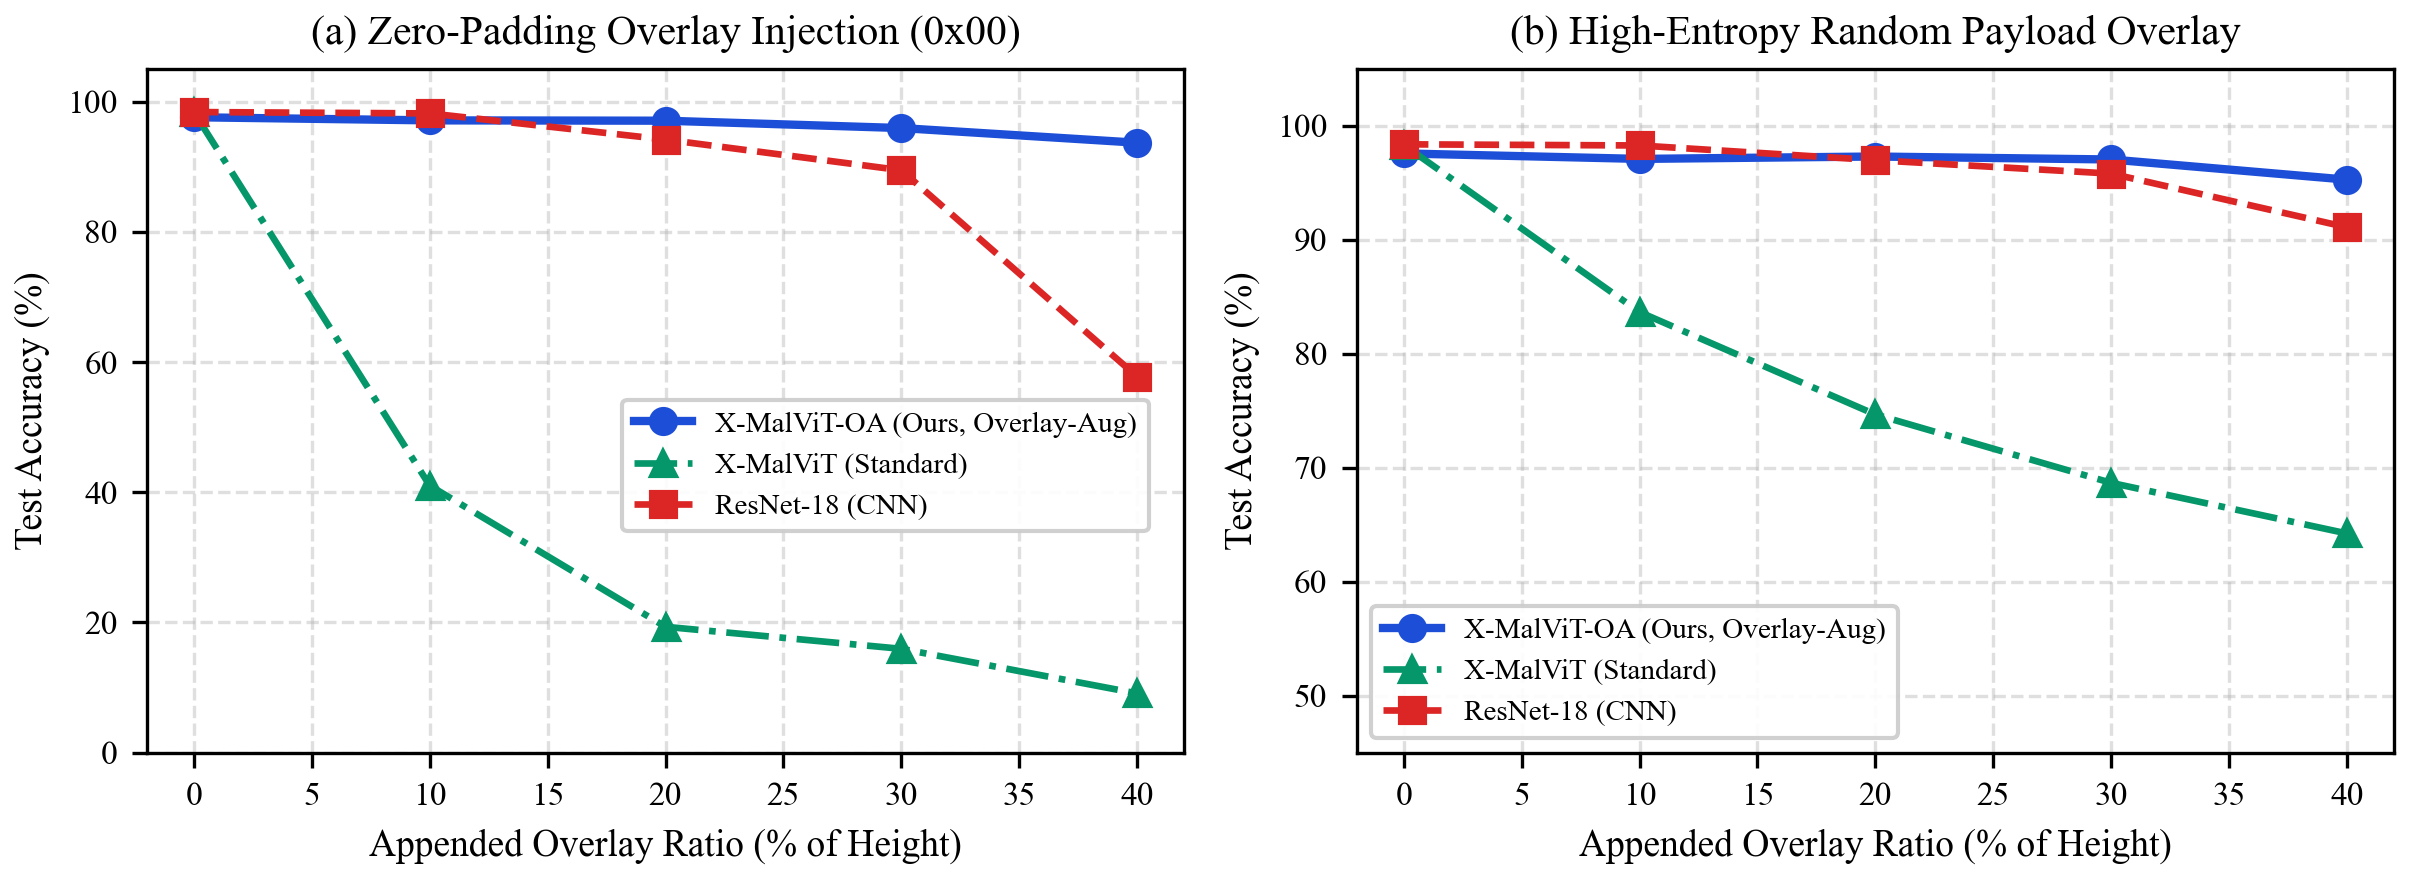 (a) Zero-Padding Overlay Injection (0x00)
Test Accuracy (%)
100
80
60
40
20
0
X-MalViT-OA (Ours, Overlay-Aug)
X-MalViT (Standard)
ResNet-18 (CNN)
0 5 10 15 20 25 30 35 40
Appended Overlay Ratio (% of Height)
(b) High-Entropy Random Payload Overlay
Test Accuracy (%)
100
90
80
70
60
50
X-MalViT-OA (Ours, Overlay-Aug)
X-MalViT (Standard)
ResNet-18 (CNN)
0 5 10 15 20 25 30 35 40
Appended Overlay Ratio (% of Height)